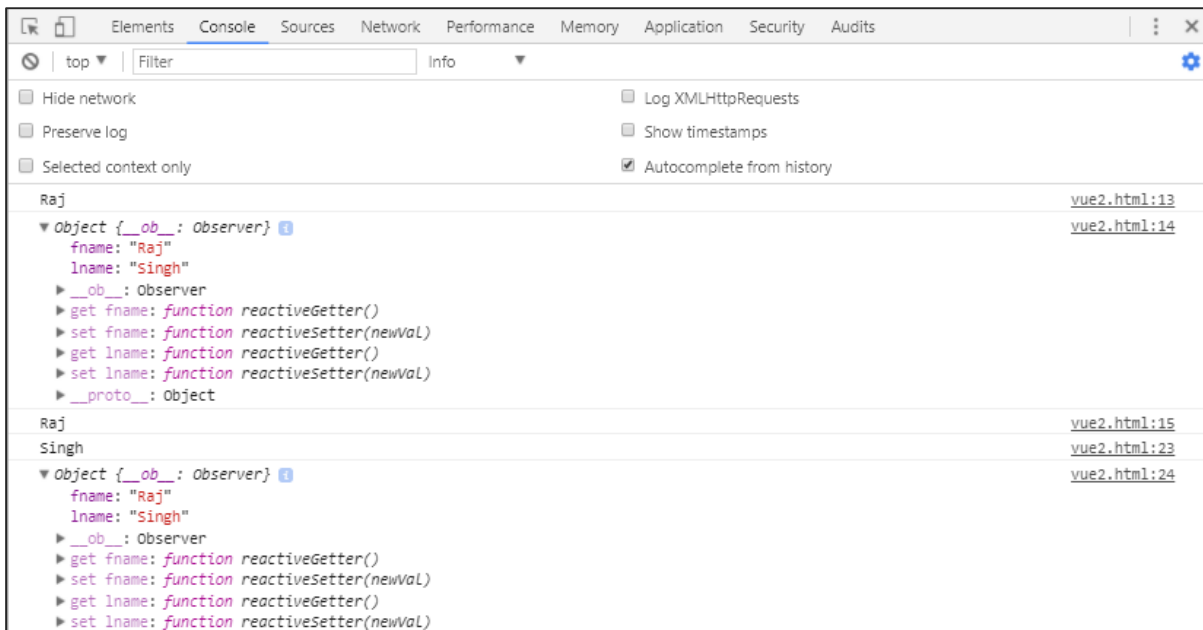 Elements Console Sources Network Performance Memory Application Security Audits
top Filter Info
Hide network Log XMLHttpRequests
Preserve log Show timestamps
Selected context only Autocomplete from history
Raj vue2.html:13
Object {__ob__: Observer} i vue2.html:14
fname: "Raj"
lname: "Singh"
__ob__: Observer
get fname: function reactiveGetter()
set fname: function reactiveSetter(newVal)
get lname: function reactiveGetter()
set lname: function reactiveSetter(newVal)
__proto__: Object
Raj vue2.html:15
Singh vue2.html:23
Object {__ob__: Observer} i vue2.html:24
fname: "Raj"
lname: "Singh"
__ob__: Observer
get fname: function reactiveGetter()
set fname: function reactiveSetter(newVal)
get lname: function reactiveGetter()
set lname: function reactiveSetter(newVal)